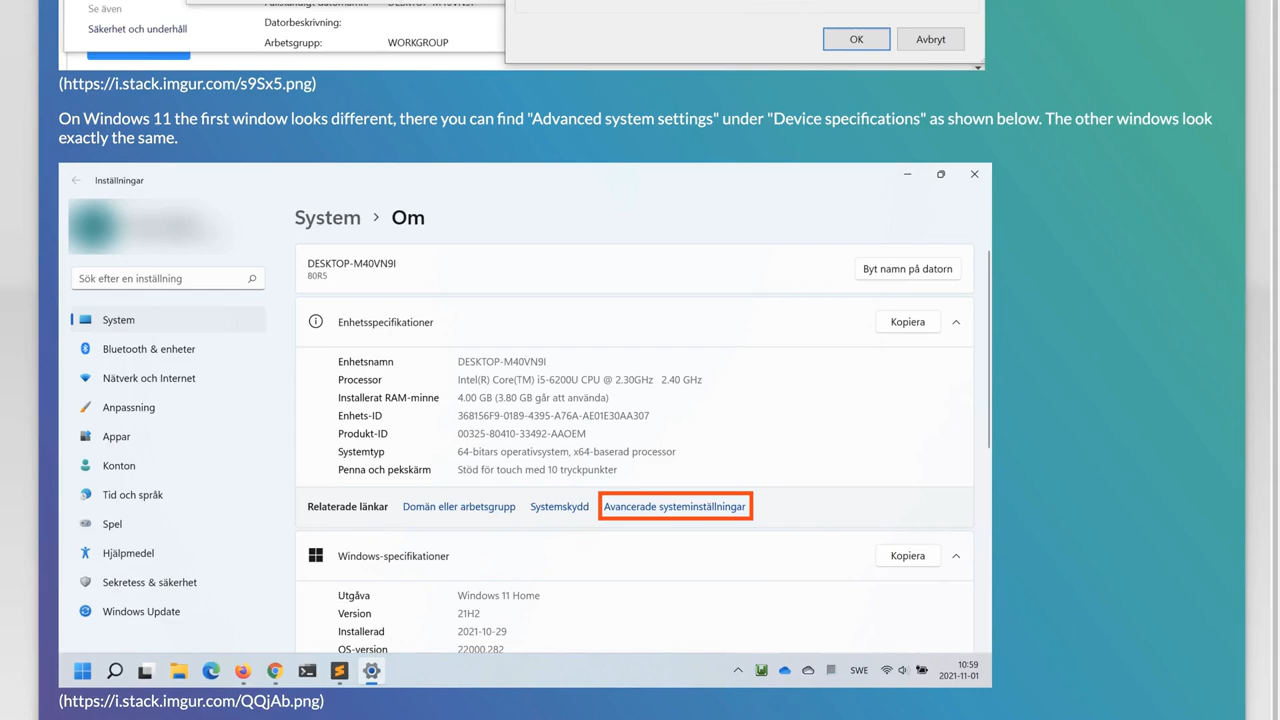 Se även
Säkerhet och underhåll
Fullständigt datornamn: DESKTOP-M40VN9I
Datorbeskrivning:
Arbetsgrupp: WORKGROUP
OK Avbryt
(https://i.stack.imgur.com/s9Sx5.png)
On Windows 11 the first window looks different, there you can find "Advanced system settings" under "Device specifications" as shown below. The other windows look
exactly the same.
Inställningar
System > Om
DESKTOP-M40VN9I
80R5
Byt namn på datorn
Sök efter en inställning
System
Bluetooth & enheter
Nätverk och Internet
Anpassning
Appar
Konton
Tid och språk
Spel
Hjälpmedel
Sekretess & säkerhet
Windows Update
Enhetsspecifikationer Kopiera
Enhetsnamn DESKTOP-M40VN9I
Processor Intel(R) Core(TM) i5-6200U CPU @ 2.30GHz 2.40 GHz
Installerat RAM-minne 4.00 GB (3.80 GB går att använda)
Enhets-ID 368156F9-0189-4395-A76A-AE01E30AA307
Produkt-ID 00325-80410-33492-AAOEM
Systemtyp 64-bitars operativsystem, x64-baserad processor
Penna och pekskärm Stöd för touch med 10 tryckpunkter
Relaterade länkar Domän eller arbetsgrupp Systemskydd Avancerade systeminställningar
Windows-specifikationer Kopiera
Utgåva Windows 11 Home
Version 21H2
Installerad 2021-10-29
OS-version 22000.282
SWE
10:59
2021-11-01
(https://i.stack.imgur.com/QQjAb.png)